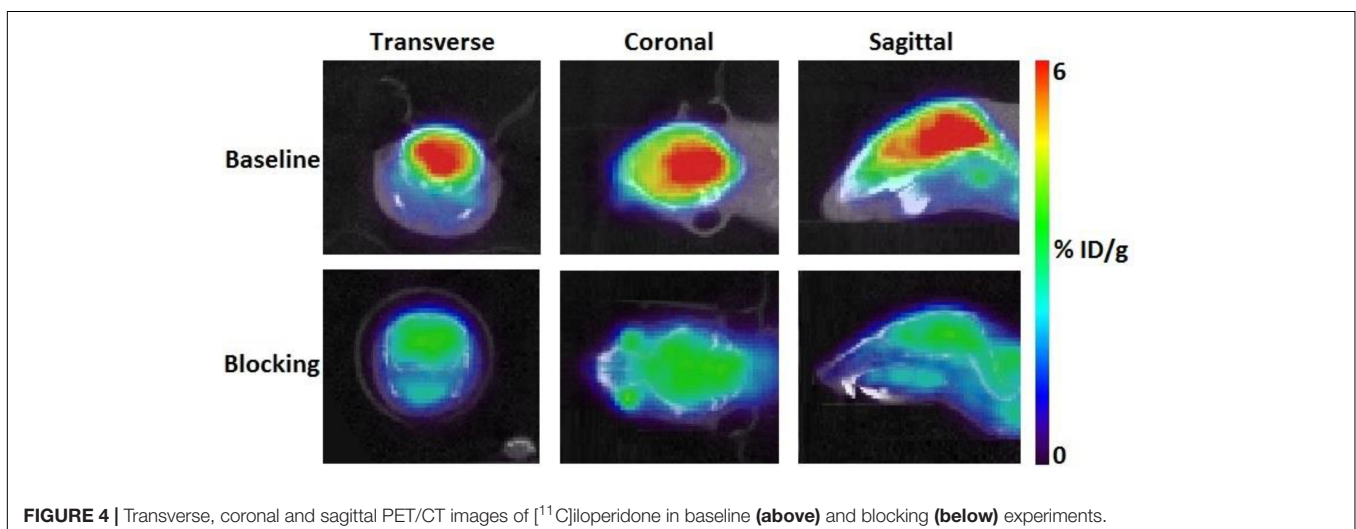 Transverse Coronal Sagittal
6
Baseline
% ID/g
Blocking
0
FIGURE 4 | Transverse, coronal and sagittal PET/CT images of [¹¹C]iloperidone in baseline (above) and blocking (below) experiments.